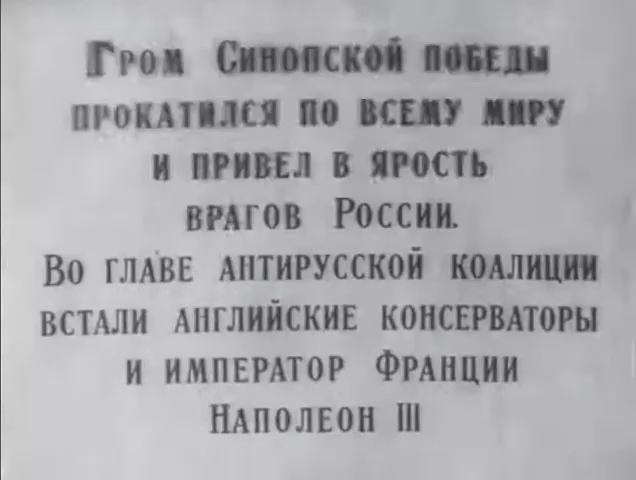 Гром Синопской победы
прокатился по всему миру
и привел в ярость
врагов России.
Во главе антирусской коалиции
встали английские консерваторы
и император Франции
Наполеон III